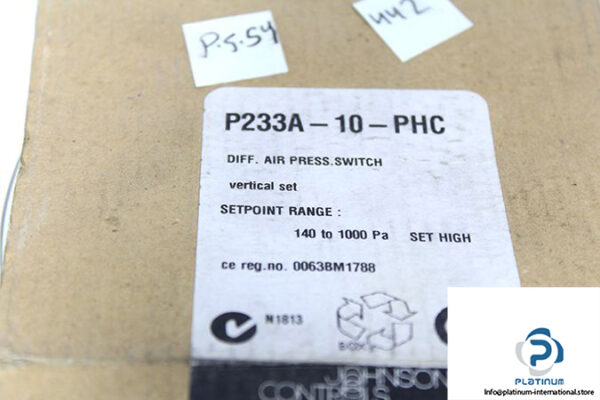 P.S.54
442
P233A-10-PHC
DIFF. AIR PRESS.SWITCH
vertical set
SETPOINT RANGE :
140 to 1000 Pa SET HIGH
ce reg.no. 0063BM1788
N1813
BOX
JOHNSON
CONTROLS
PLATINUM
Info@platinum-international.store